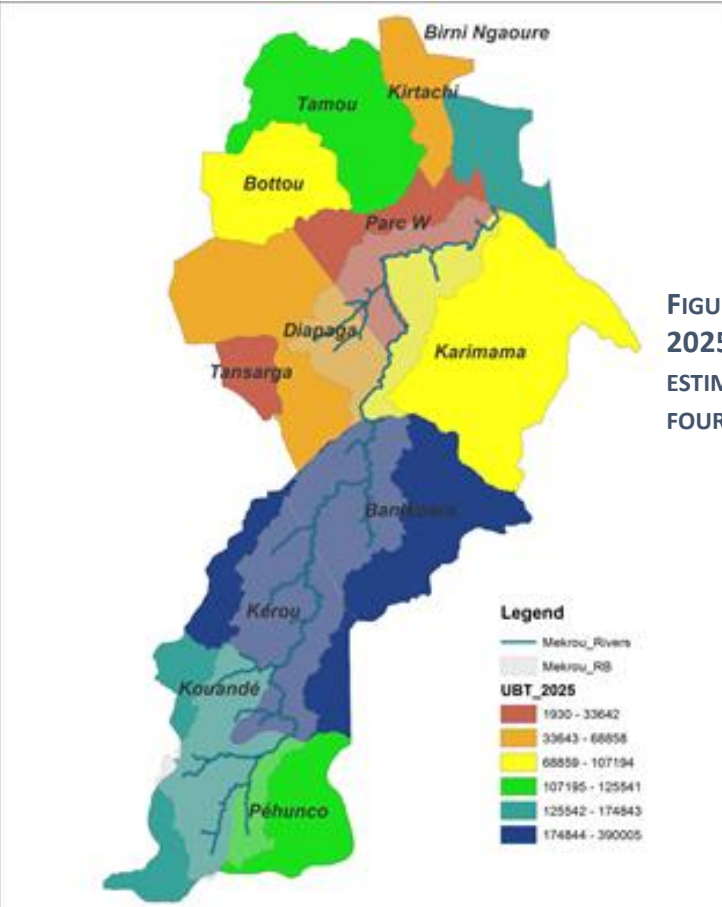 Birni Ngaoure
Kirtachi
Tamou
Bottou
Parc W
Diapaga
Karimama
Tansarga
Kérou
Kouandé
Péhunco
FIGU
2025
ESTIM
FOUR
Legend
Mekrou_Rivers
Mekrou_RB
UBT_2025
1930 - 33642
33643 - 68858
68859 - 107194
107195 - 125541
125542 - 174843
174844 - 390005